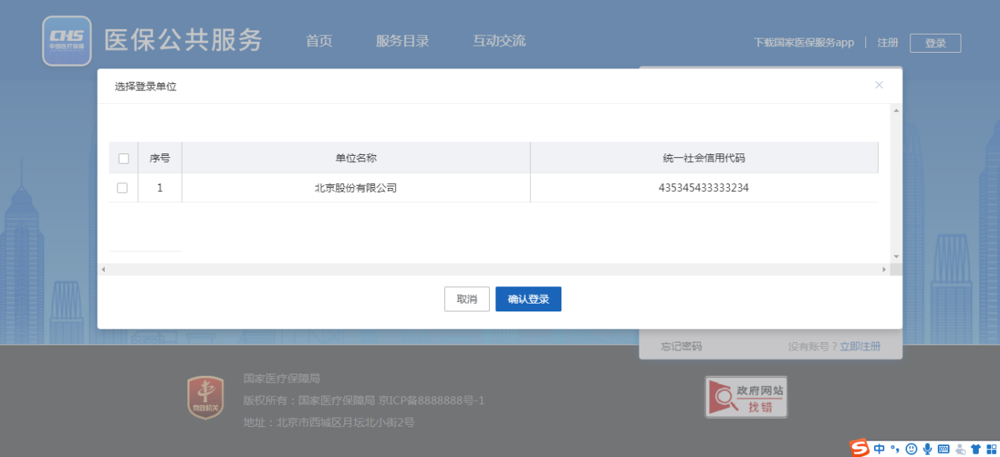 CHS
中国医疗保障
医保公共服务
首页
服务目录
互动交流
下载国家医保服务app
注册
登录
选择登录单位
序号
单位名称
统一社会信用代码
1
北京股份有限公司
435345433333234
取消
确认登录
忘记密码
没有账号？立即注册
国家医疗保障局
版权所有：国家医疗保障局 京ICP备8888888号-1
地址：北京市西城区月坛北小街2号
党政机关
政府网站
找错
S中